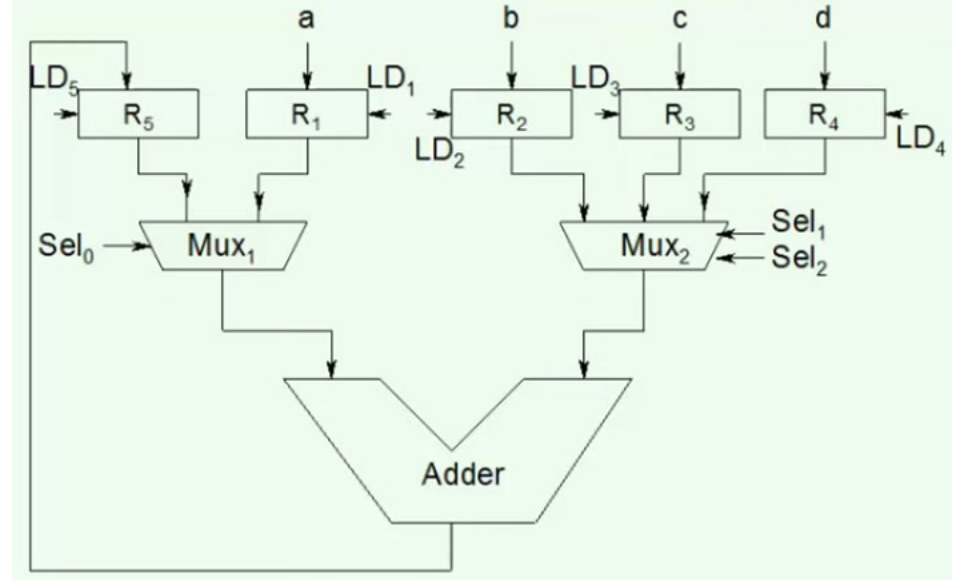 a b c d
LD₅ LD₁ LD₃
R₅ R₁ R₂ R₃ R₄
LD₂ LD₄
Sel₀ Mux₁ Mux₂ Sel₁
Sel₂
Adder